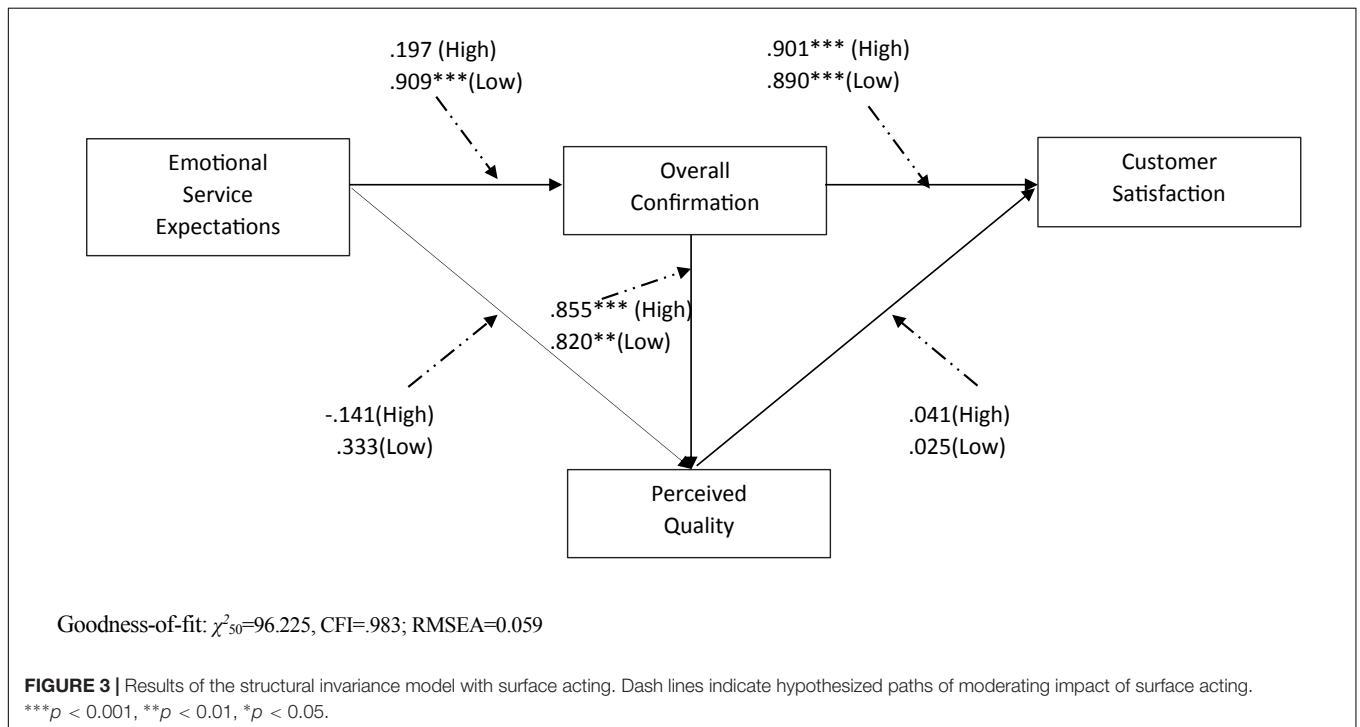 .197 (High)
.909***(Low)
.901*** (High)
.890***(Low)
Emotional
Service
Expectations
Overall
Confirmation
Customer
Satisfaction
.855*** (High)
.820**(Low)
-.141(High)
.333(Low)
.041(High)
.025(Low)
Perceived
Quality
Goodness-of-fit: χ²₅₀=96.225, CFI=.983; RMSEA=0.059
FIGURE 3 | Results of the structural invariance model with surface acting. Dash lines indicate hypothesized paths of moderating impact of surface acting.
***p < 0.001, **p < 0.01, *p < 0.05.